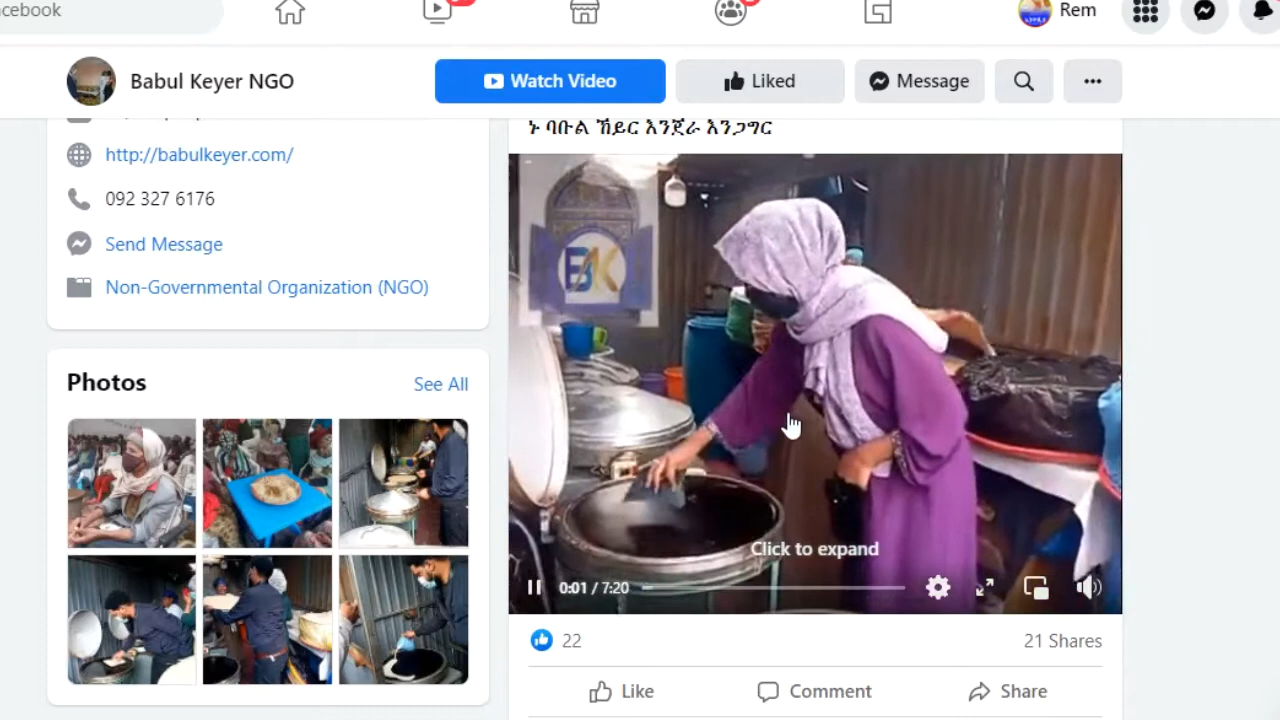 cebook
Rem
Babul Keyer NGO
Watch Video
Liked
Message
ኑ ባቡል ኸይር እንጀራ እንጋግር
http://babulkeyer.com/
092 327 6176
Send Message
Non-Governmental Organization (NGO)
Photos
See All
BK
Click to expand
0:01 / 7:20
22
21 Shares
Like
Comment
Share